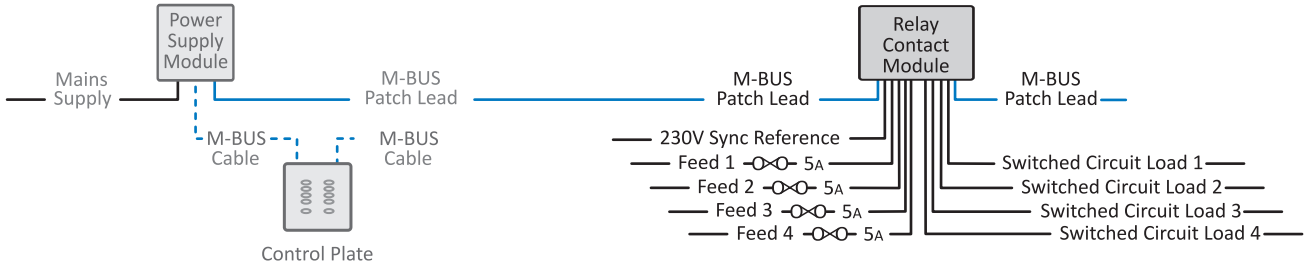 Power
Supply
Module
Mains
Supply
M-BUS
Patch Lead
M-BUS
Cable
M-BUS
Cable
Control Plate
Relay
Contact
Module
M-BUS
Patch Lead
M-BUS
Patch Lead
230V Sync Reference
Feed 1 5A
Feed 2 5A
Feed 3 5A
Feed 4 5A
Switched Circuit Load 1
Switched Circuit Load 2
Switched Circuit Load 3
Switched Circuit Load 4